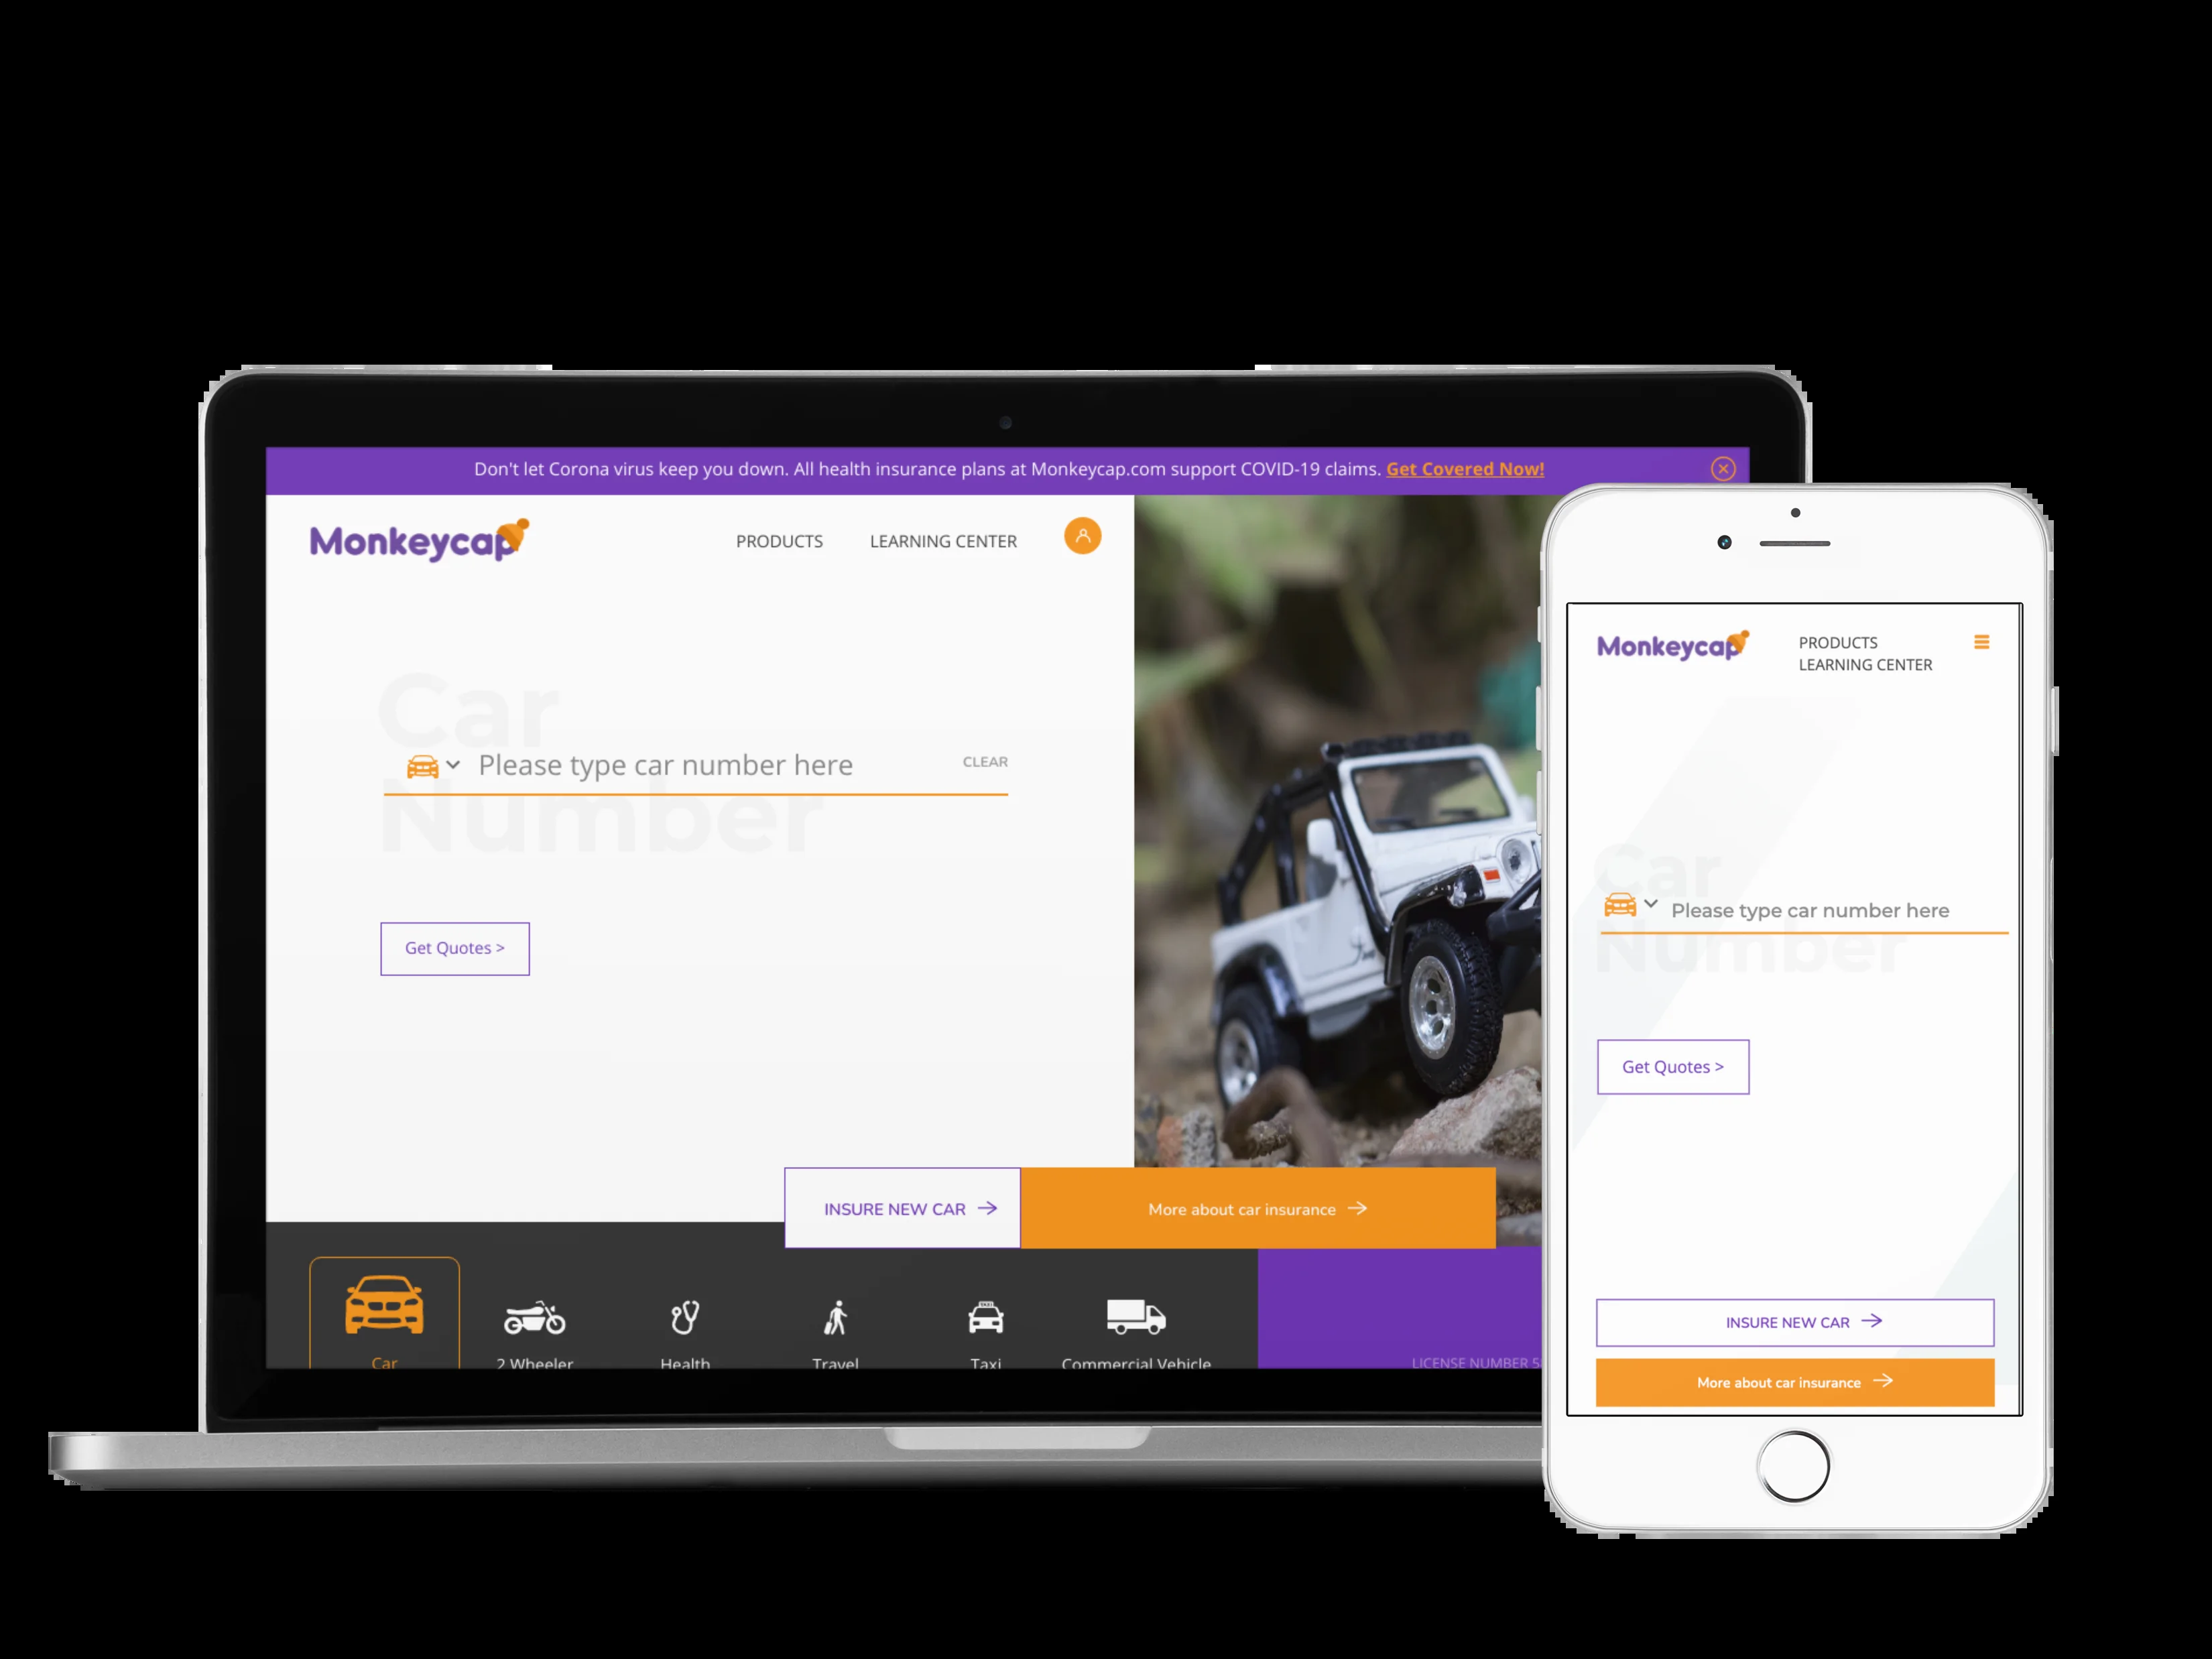 Don't let Corona virus keep you down. All health insurance plans at Monkeycap.com support COVID-19 claims. Get Covered Now!
Monkeycap
PRODUCTS
LEARNING CENTER
Car
Number
Please type car number here
CLEAR
Get Quotes >
INSURE NEW CAR
More about car insurance
Car
2 Wheeler
Health
Travel
Taxi
Commercial Vehicle
LICENSE NUMBER
Monkeycap
PRODUCTS
LEARNING CENTER
Car
Number
Please type car number here
Get Quotes >
INSURE NEW CAR
More about car insurance